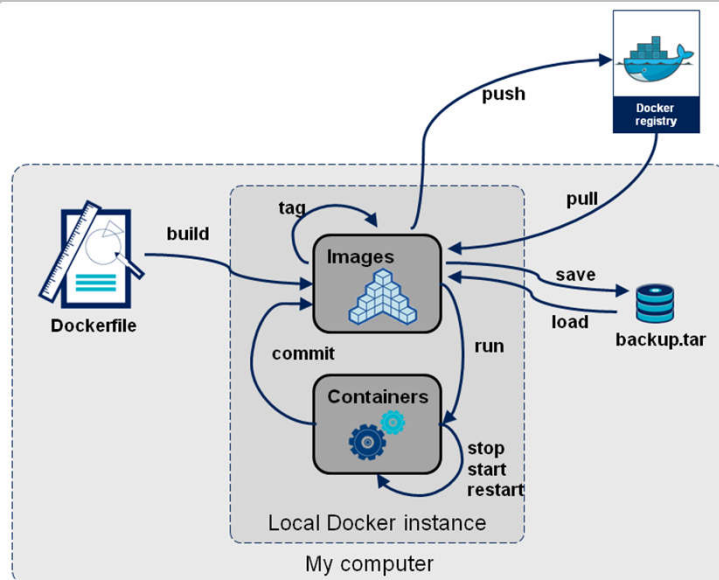 push
Docker
registry
pull
tag
build
Images
save
load
backup.tar
Dockerfile
commit
run
Containers
stop
start
restart
Local Docker instance
My computer